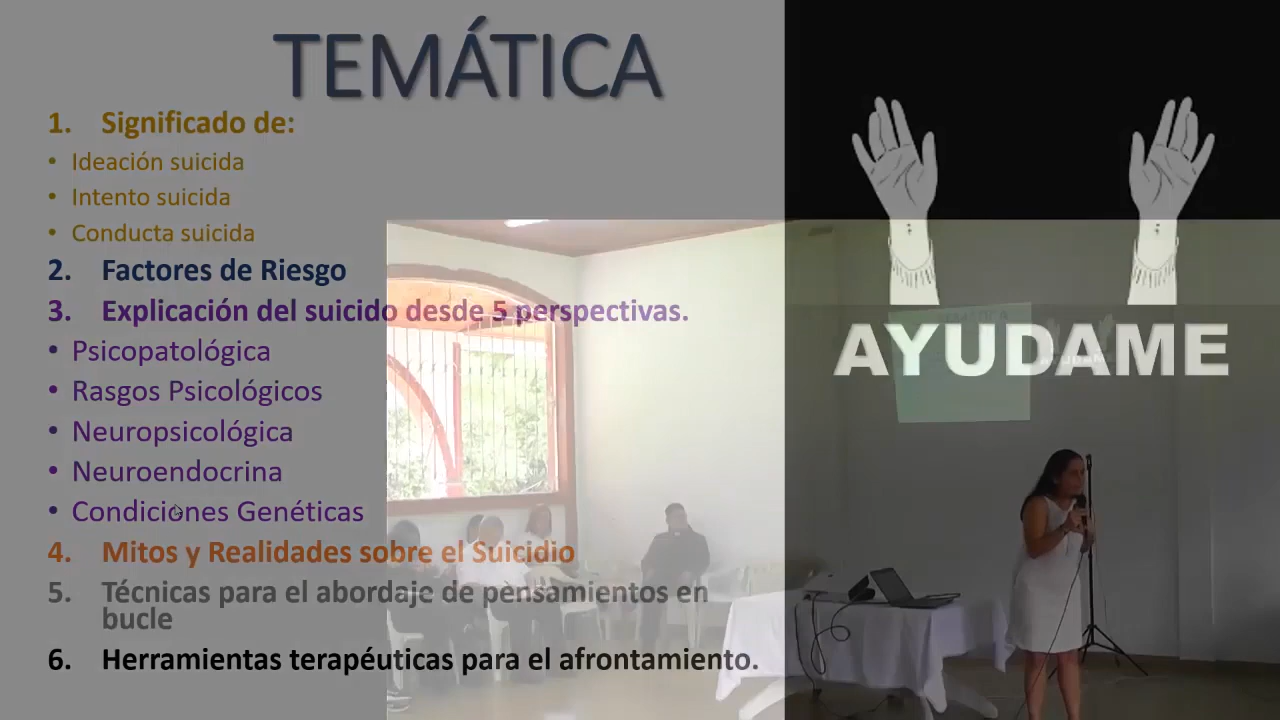 TEMÁTICA
1. Significado de:
• Ideación suicida
• Intento suicida
• Conducta suicida
2. Factores de Riesgo
3. Explicación del suicido desde 5 perspectivas.
• Psicopatológica
• Rasgos Psicológicos
• Neuropsicológica
• Neuroendocrina
• Condiciones Genéticas
4. Mitos y Realidades sobre el Suicidio
5. Técnicas para el abordaje de pensamientos en
bucle
6. Herramientas terapéuticas para el afrontamiento.
AYUDAME